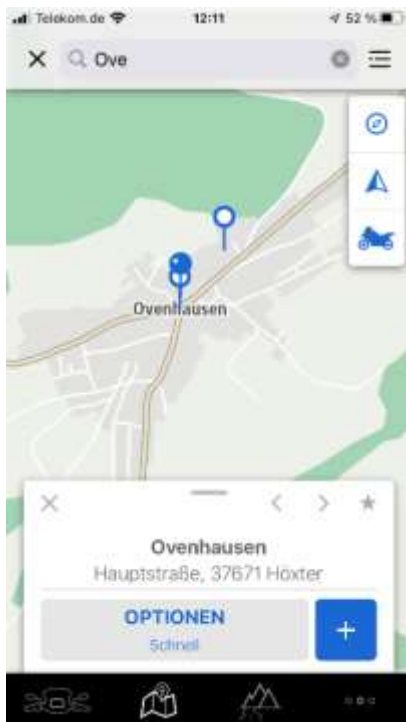 Telekom.de 12:11 52 %
Ove
Ovenhausen
Ovenhausen
Hauptstraße, 37671 Höxter
OPTIONEN
Schnell